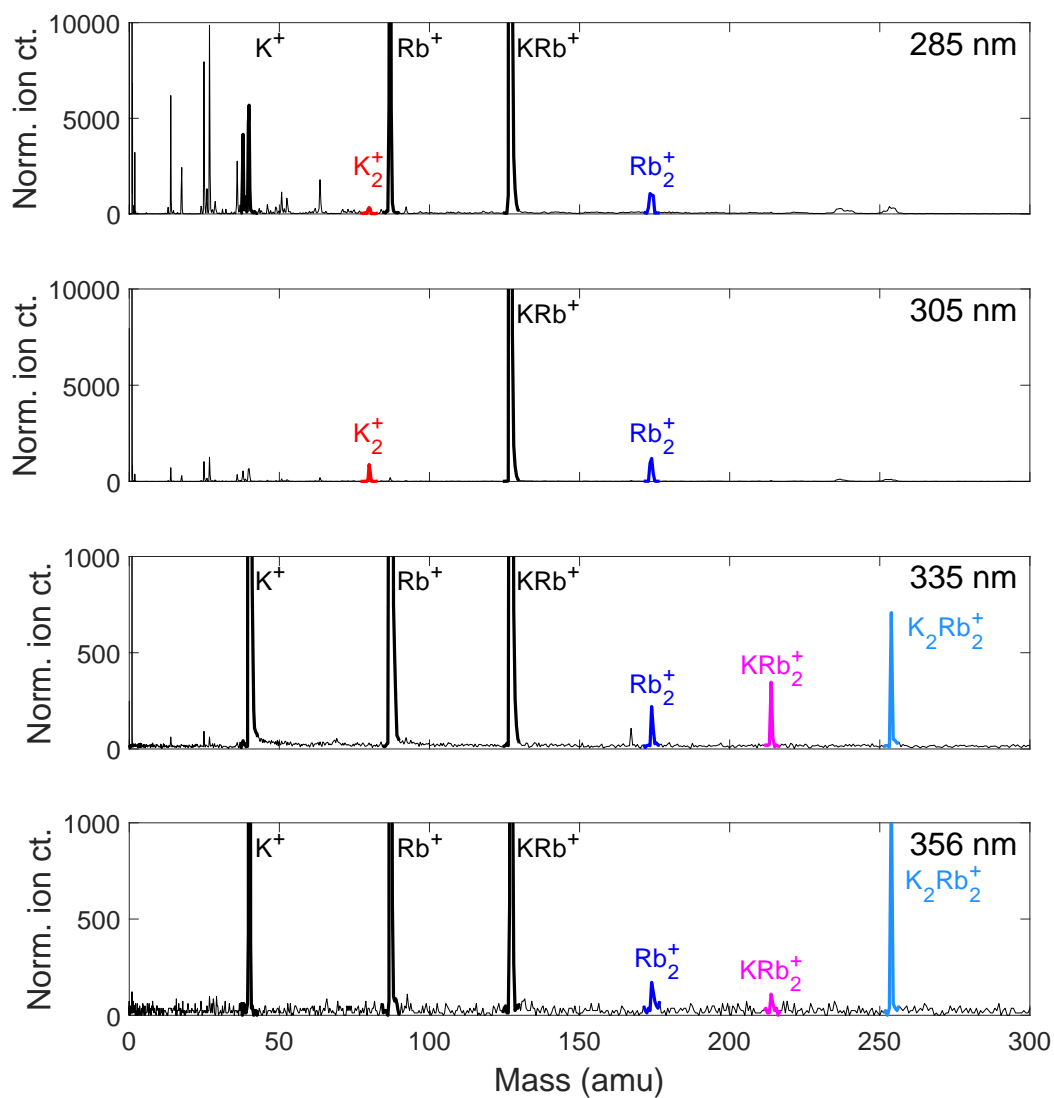 Norm. ion ct.
10000
5000
0
K⁺
Rb⁺
KRb⁺
285 nm
K₂⁺
Rb₂⁺
Norm. ion ct.
10000
5000
0
KRb⁺
305 nm
K₂⁺
Rb₂⁺
Norm. ion ct.
1000
500
0
K⁺
Rb⁺
KRb⁺
335 nm
Rb₂⁺
KRb₂⁺
K₂Rb₂⁺
Norm. ion ct.
1000
500
0
K⁺
Rb⁺
KRb⁺
356 nm
K₂Rb₂⁺
Rb₂⁺
KRb₂⁺
0 50 100 150 200 250 300
Mass (amu)